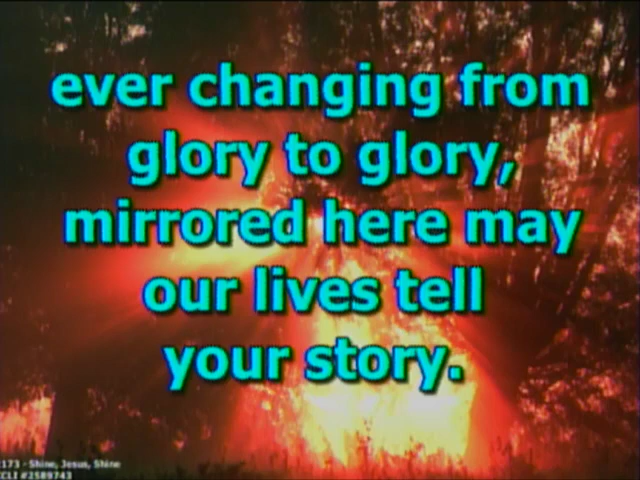 ever changing from
glory to glory,
mirrored here may
our lives tell
your story.
173 - Shine, Jesus, Shine
CCLI #2589743